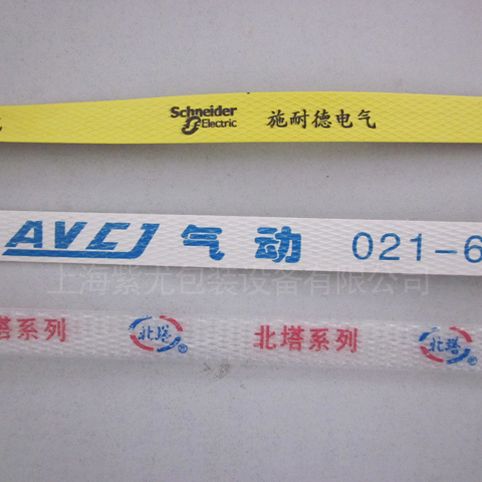 Schneider Electric 施耐德电气
AVCJ 气动 021-6
上海紫光包装设备有限公司
北塔系列 北塔® 北塔系列 北塔®